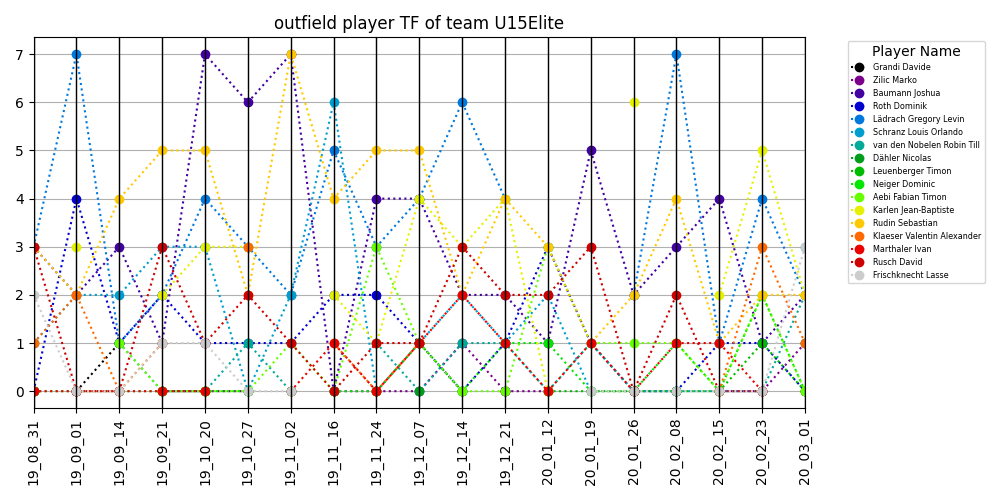 outfield player TF of team U15Elite
7
6
5
4
3
2
1
0
19_08_31
19_09_01
19_09_14
19_09_21
19_10_20
19_10_27
19_11_02
19_11_16
19_11_24
19_12_07
19_12_14
19_12_21
20_01_12
20_01_19
20_01_26
20_02_08
20_02_15
20_02_23
20_03_01
Player Name
Grandi Davide
Zilic Marko
Baumann Joshua
Roth Dominik
Lädrach Gregory Levin
Schranz Louis Orlando
van den Nobelen Robin Till
Dähler Nicolas
Leuenberger Timon
Neiger Dominic
Aebi Fabian Timon
Karlen Jean-Baptiste
Rudin Sebastian
Klaeser Valentin Alexander
Marthaler Ivan
Rusch David
Frischknecht Lasse